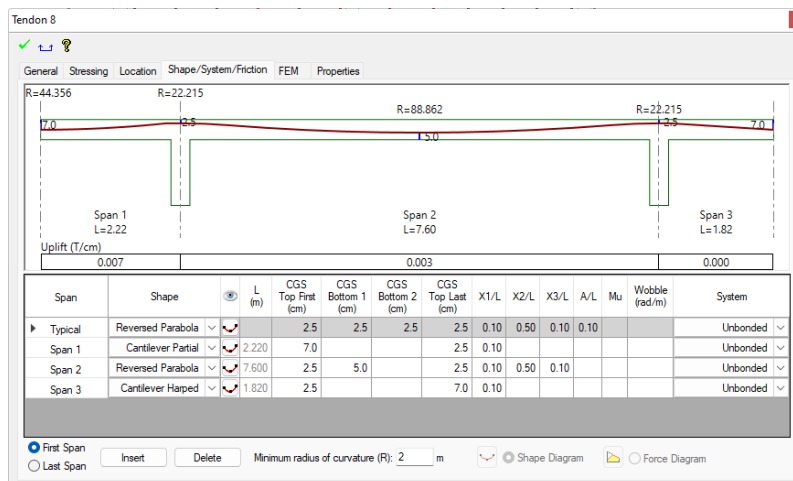 Tendon 8
General Stressing Location Shape/System/Friction FEM Properties
R=44.356 R=22.215 R=88.862 R=22.215
7.0 2.5 5.0 2.5 7.0
Span 1 Span 2 Span 3
L=2.22 L=7.60 L=1.82
Uplift (T/cm)
0.007 0.003 0.000
Span Shape L (m) CGS Top First (cm) CGS Bottom 1 (cm) CGS Bottom 2 (cm) CGS Top Last (cm) X1/L X2/L X3/L A/L Mu Wobble (rad/m) System
Typical Reversed Parabola 2.5 2.5 2.5 2.5 0.10 0.50 0.10 0.10 Unbonded
Span 1 Cantilever Partial 2.220 7.0 2.5 0.10 Unbonded
Span 2 Reversed Parabola 7.600 2.5 5.0 2.5 0.10 0.50 0.10 Unbonded
Span 3 Cantilever Harped 1.820 2.5 7.0 0.10 Unbonded
First Span
Last Span
Insert Delete Minimum radius of curvature (R): 2 m Shape Diagram Force Diagram